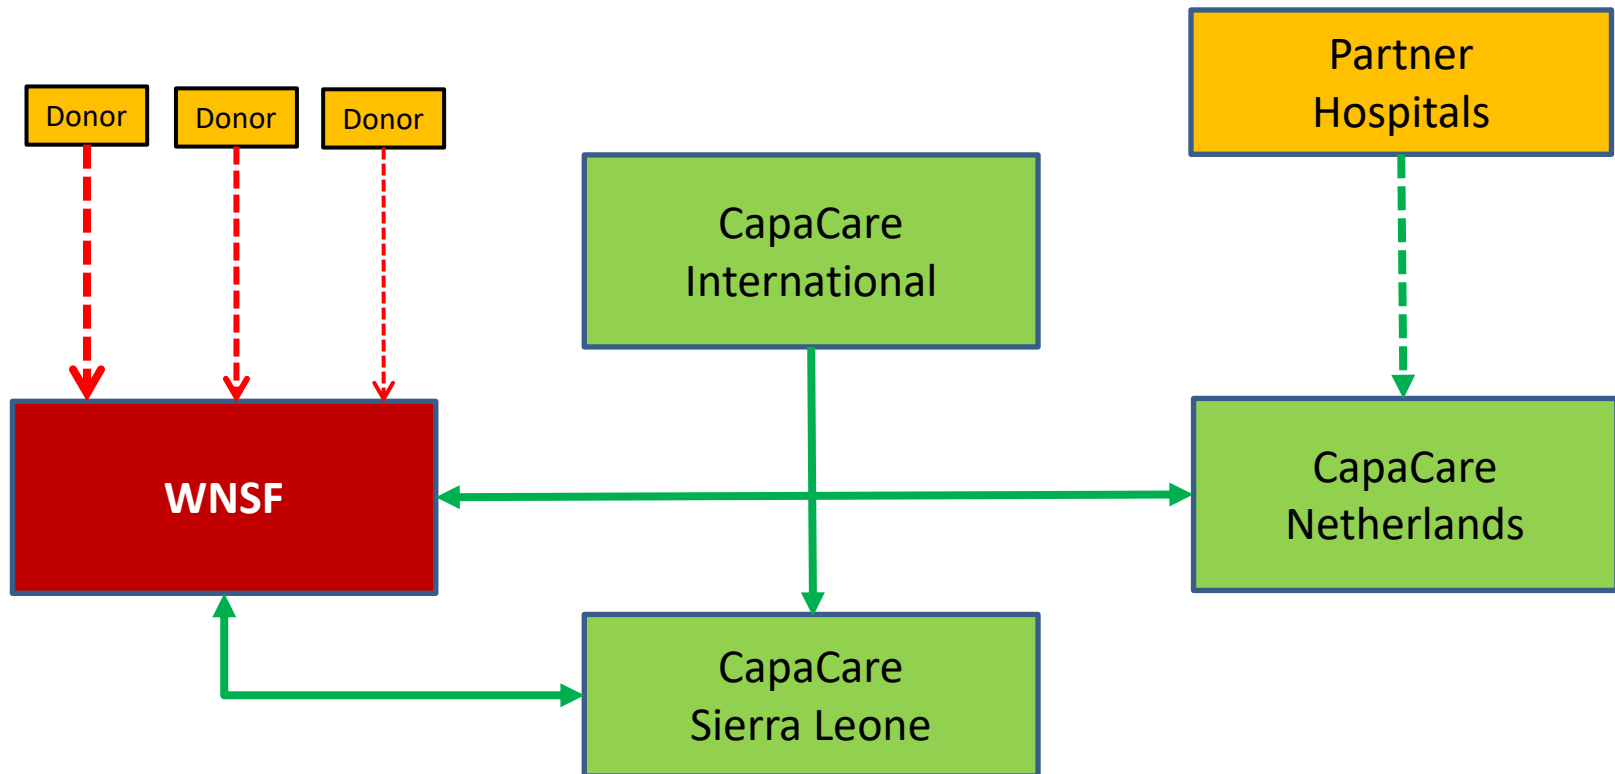 Partner
Hospitals
Donor
Donor
Donor
CapaCare
International
WNSF
CapaCare
Netherlands
CapaCare
Sierra Leone